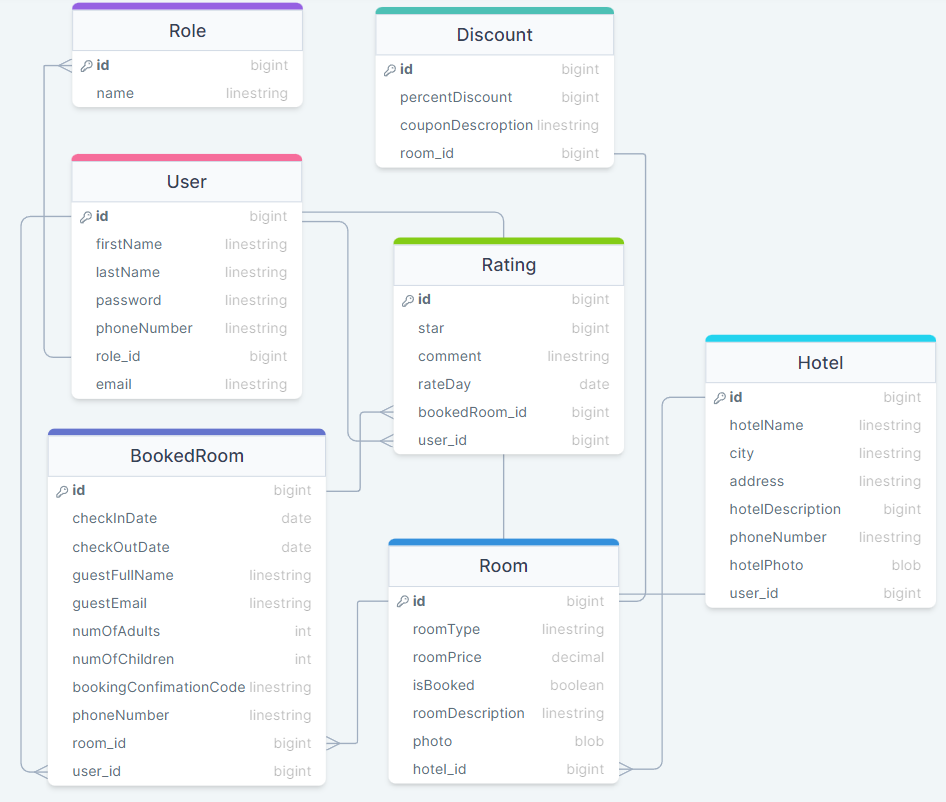 Role
id bigint
name linestring
Discount
id bigint
percentDiscount bigint
couponDescroption linestring
room_id bigint
User
id bigint
firstName linestring
lastName linestring
password linestring
phoneNumber linestring
role_id bigint
email linestring
Rating
id bigint
star bigint
comment linestring
rateDay date
bookedRoom_id bigint
user_id bigint
Hotel
id bigint
hotelName linestring
city linestring
address linestring
hotelDescription bigint
phoneNumber linestring
hotelPhoto blob
user_id bigint
BookedRoom
id bigint
checkInDate date
checkOutDate date
guestFullName linestring
guestEmail linestring
numOfAdults int
numOfChildren int
bookingConfimationCode linestring
phoneNumber linestring
room_id bigint
user_id bigint
Room
id bigint
roomType linestring
roomPrice decimal
isBooked boolean
roomDescription linestring
photo blob
hotel_id bigint